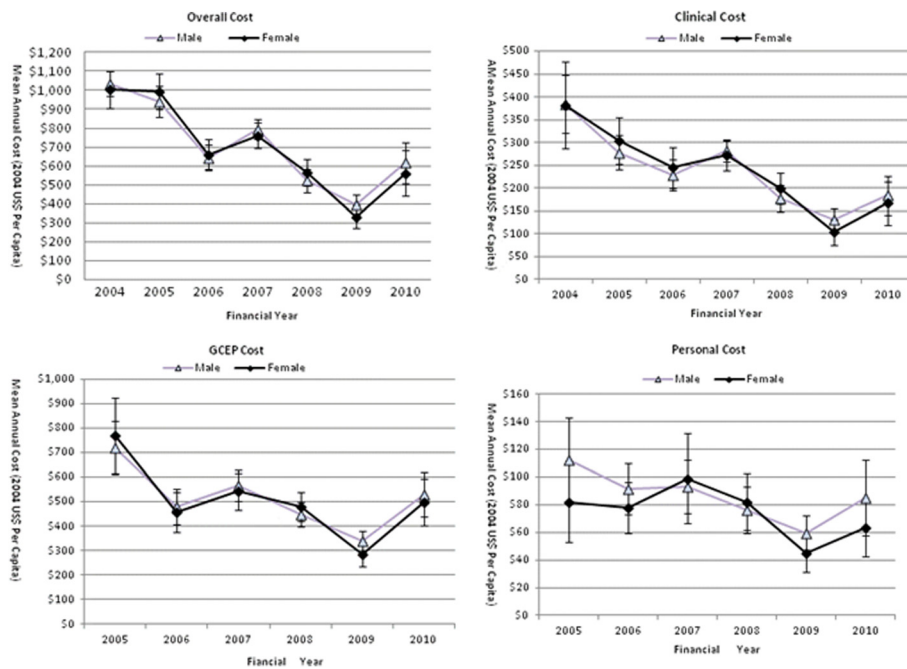 Overall Cost
Male Female
Mean Annual Cost (2004 US$ Per Capita)
$1,200
$1,100
$1,000
$900
$800
$700
$600
$500
$400
$300
$200
$100
$0
2004 2005 2006 2007 2008 2009 2010
Financial Year
Clinical Cost
Male Female
AMean Annual Cost (2004 US$ Per Capita)
$500
$450
$400
$350
$300
$250
$200
$150
$100
$50
$0
2004 2005 2006 2007 2008 2009 2010
Financial Year
GCEP Cost
Male Female
Mean Annual Cost (2004 US$ Per Capita)
$1,000
$900
$800
$700
$600
$500
$400
$300
$200
$100
$0
2005 2006 2007 2008 2009 2010
Fiancial Year
Personal Cost
Male Female
Mean Annual Cost (2004 US$ Per Capita)
$160
$140
$120
$100
$80
$60
$40
$20
$0
2005 2006 2007 2008 2009 2010
Financial Year